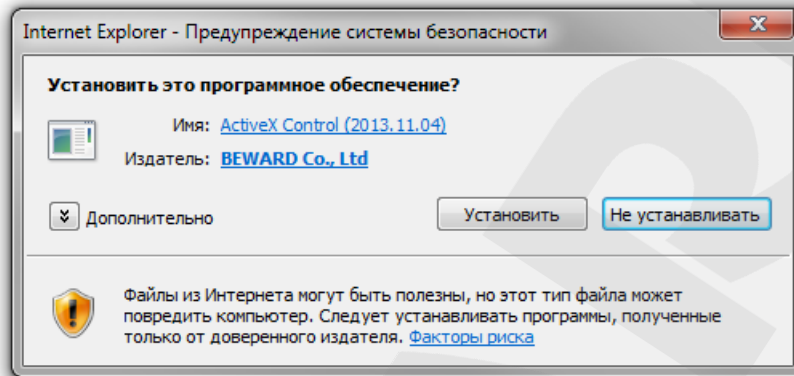 Internet Explorer - Предупреждение системы безопасности
Установить это программное обеспечение?
Имя: ActiveX Control (2013.11.04)
Издатель: BEWARD Co., Ltd
Дополнительно
Установить
Не устанавливать
Файлы из Интернета могут быть полезны, но этот тип файла может
повредить компьютер. Следует устанавливать программы, полученные
только от доверенного издателя. Факторы риска